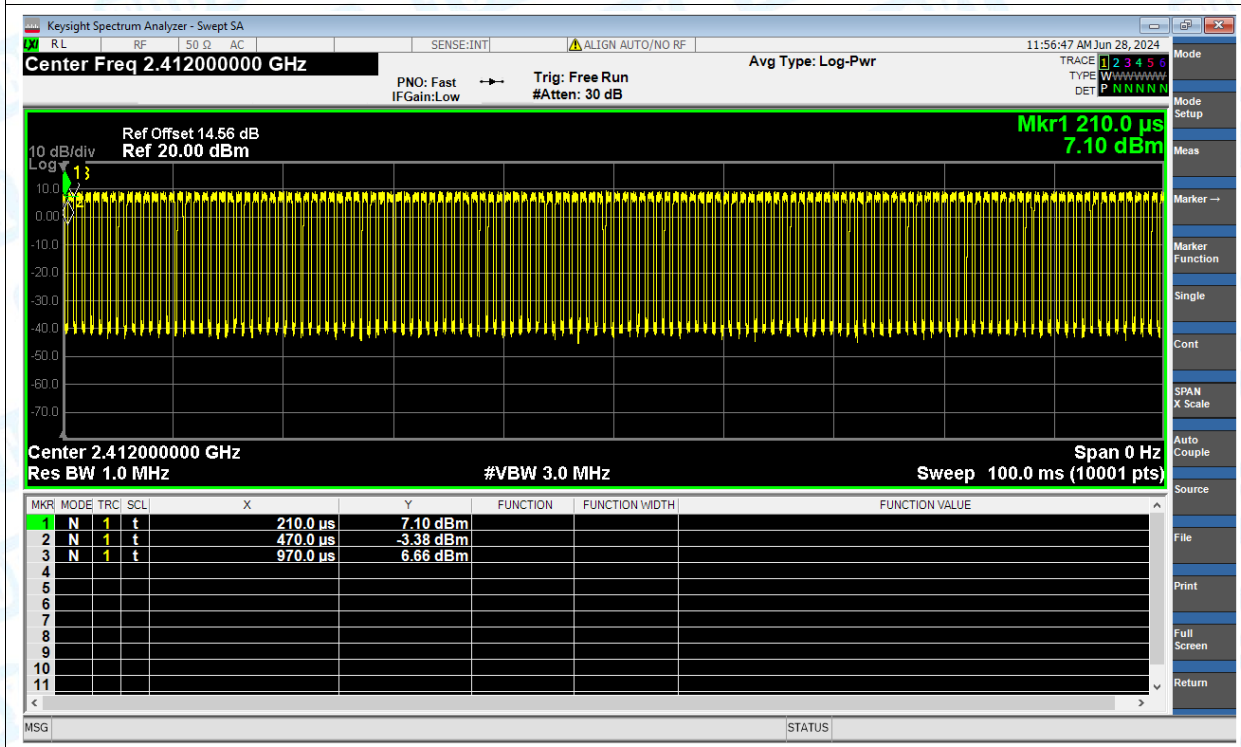 Keysight Spectrum Analyzer - Swept SA
LXI RL RF 50 Ω AC SENSE:INT ALIGN AUTO/NO RF 11:56:47 AM Jun 28, 2024
Center Freq 2.412000000 GHz
Avg Type: Log-Pwr
TRACE 1 2 3 4 5 6
TYPE WWWWWW
DET P N N N N N
PNO: Fast Trig: Free Run
IFGain:Low #Atten: 30 dB
Mkr1 210.0 µs
7.10 dBm
Ref Offset 14.56 dB
10 dB/div Ref 20.00 dBm
Log
1 3
2
10.0
0.00
-10.0
-20.0
-30.0
-40.0
-50.0
-60.0
-70.0
Center 2.412000000 GHz Span 0 Hz
Res BW 1.0 MHz #VBW 3.0 MHz Sweep 100.0 ms (10001 pts)
MKR MODE TRC SCL X Y FUNCTION FUNCTION WIDTH FUNCTION VALUE
1 N 1 t 210.0 µs 7.10 dBm
2 N 1 t 470.0 µs -3.38 dBm
3 N 1 t 970.0 µs 6.66 dBm
4
5
6
7
8
9
10
11
MSG STATUS
Mode
Mode Setup
Meas
Marker →
Marker Function
Single
Cont
SPAN X Scale
Auto Couple
Source
File
Print
Full Screen
Return